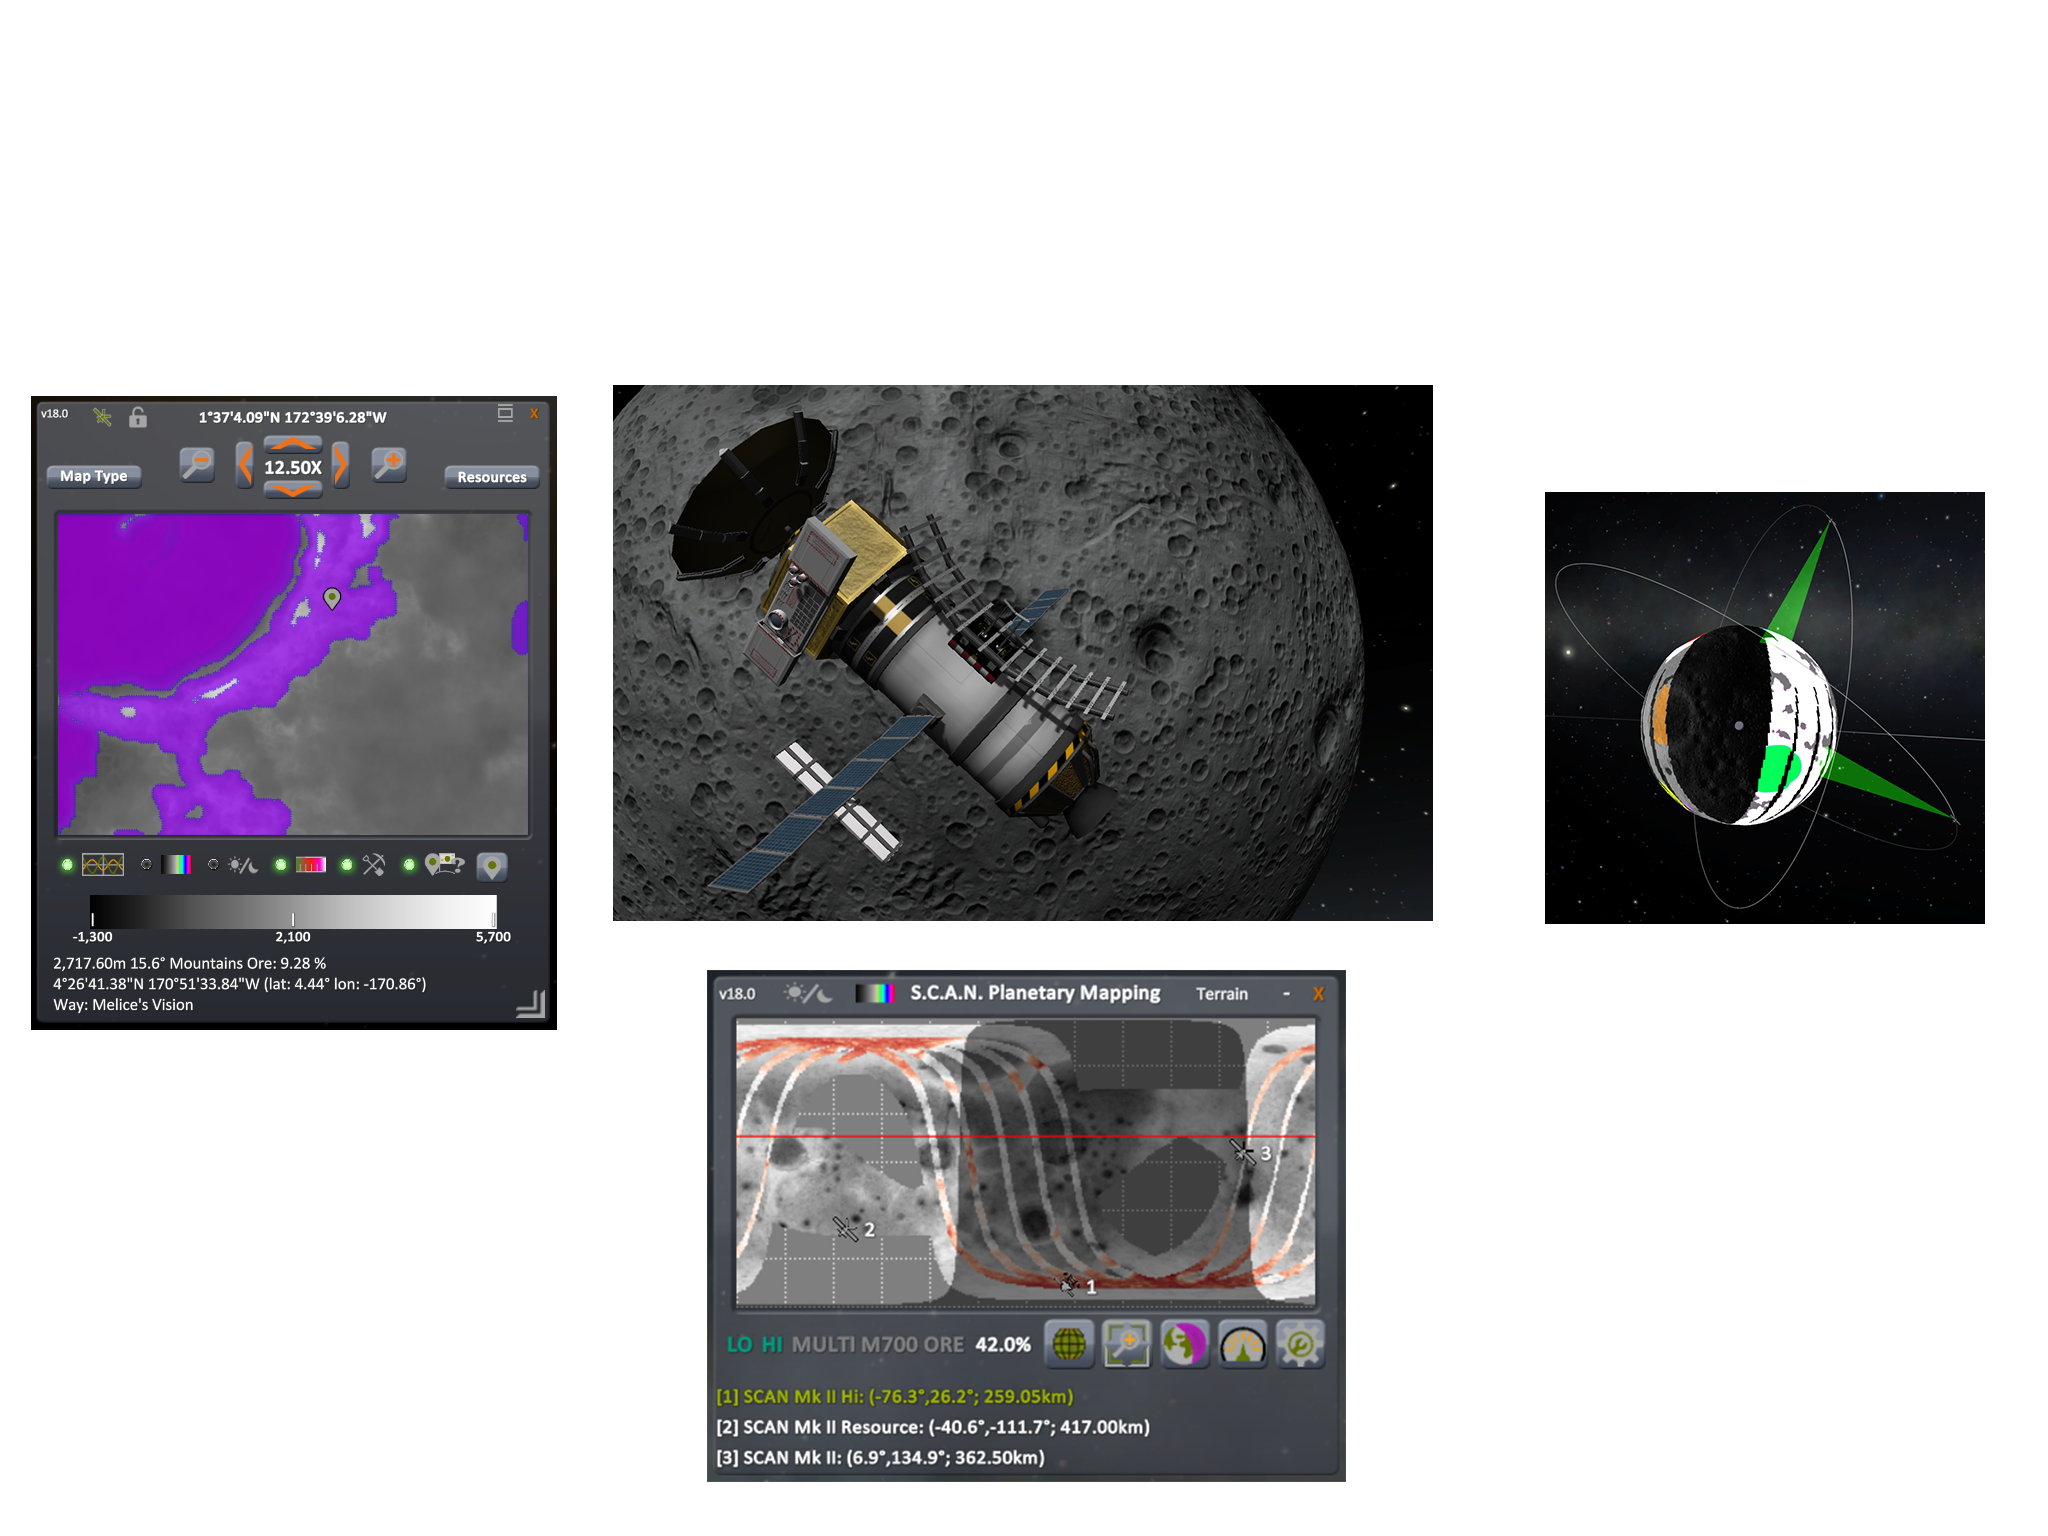 v18.0
1°37'4.09"N 172°39'6.28"W
X
12.50X
Map Type
Resources
?
-1,300
2,100
5,700
2,717.60m 15.6° Mountains Ore: 9.28 %
4°26'41.38"N 170°51'33.84"W (lat: 4.44° lon: -170.86°)
Way: Melice's Vision
v18.0
S.C.A.N. Planetary Mapping
Terrain
-
X
3
2
1
LO HI MULTI M700 ORE 42.0%
[1] SCAN Mk II Hi: (-76.3°,26.2°; 259.05km)
[2] SCAN Mk II Resource: (-40.6°,-111.7°; 417.00km)
[3] SCAN Mk II: (6.9°,134.9°; 362.50km)